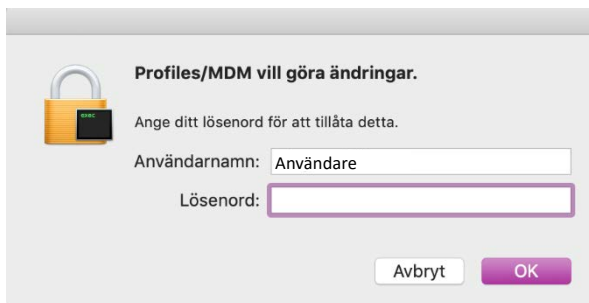 Profiles/MDM vill göra ändringar.
exec
Ange ditt lösenord för att tillåta detta.
Användarnamn: Användare
Lösenord:
Avbryt OK